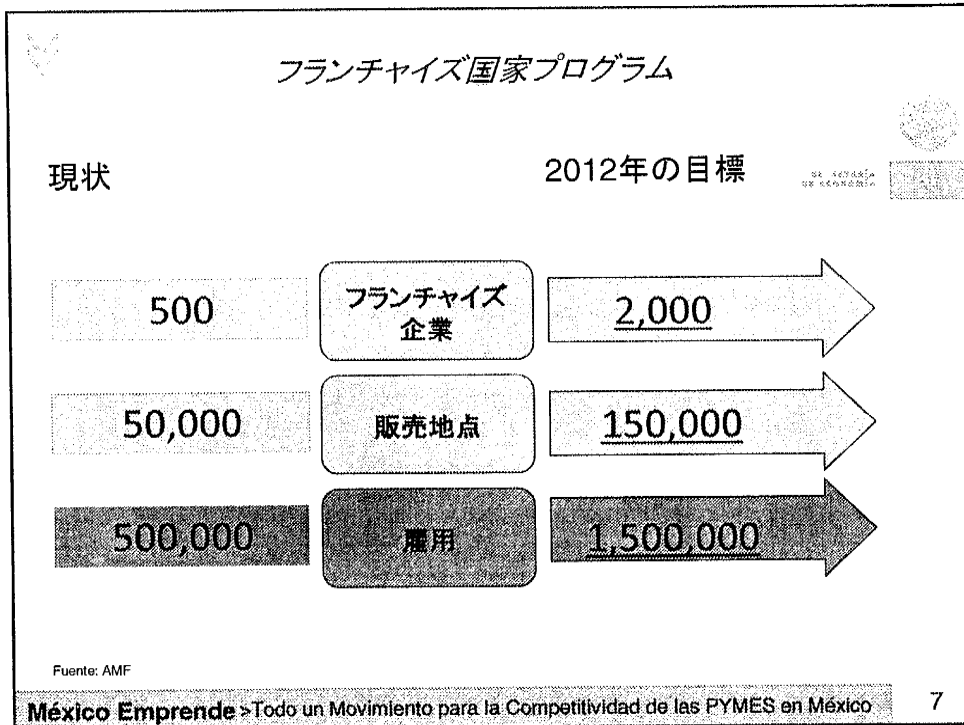 フランチャイズ国家プログラム
現状
2012年の目標
500
フランチャイズ
企業
2,000
50,000
販売地点
150,000
500,000
雇用
1,500,000
Fuente: AMF
México Emprende >Todo un Movimiento para la Competitividad de las PYMES en México
7